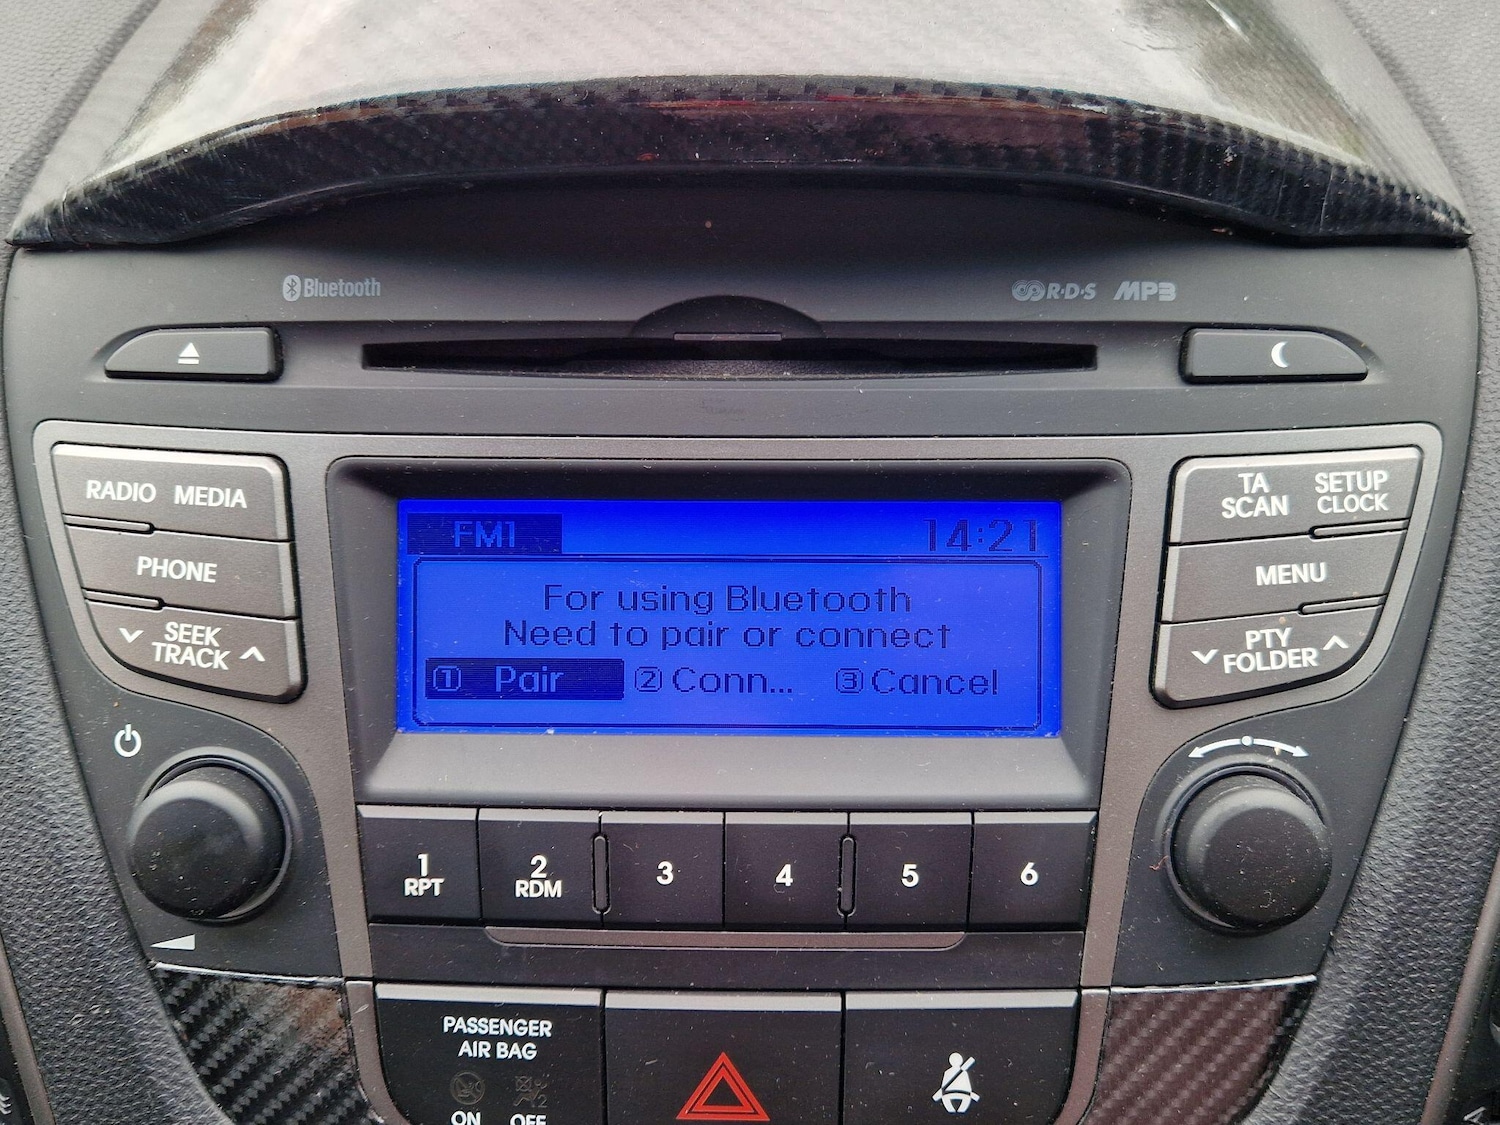 Bluetooth
R·D·S MP3
RADIO MEDIA
PHONE
SEEK
TRACK
FM1 14:21
For using Bluetooth
Need to pair or connect
① Pair ② Conn... ③ Cancel
TA
SCAN
SETUP
CLOCK
MENU
PTY
FOLDER
1
RPT
2
RDM
3
4
5
6
PASSENGER
AIR BAG
ON OFF